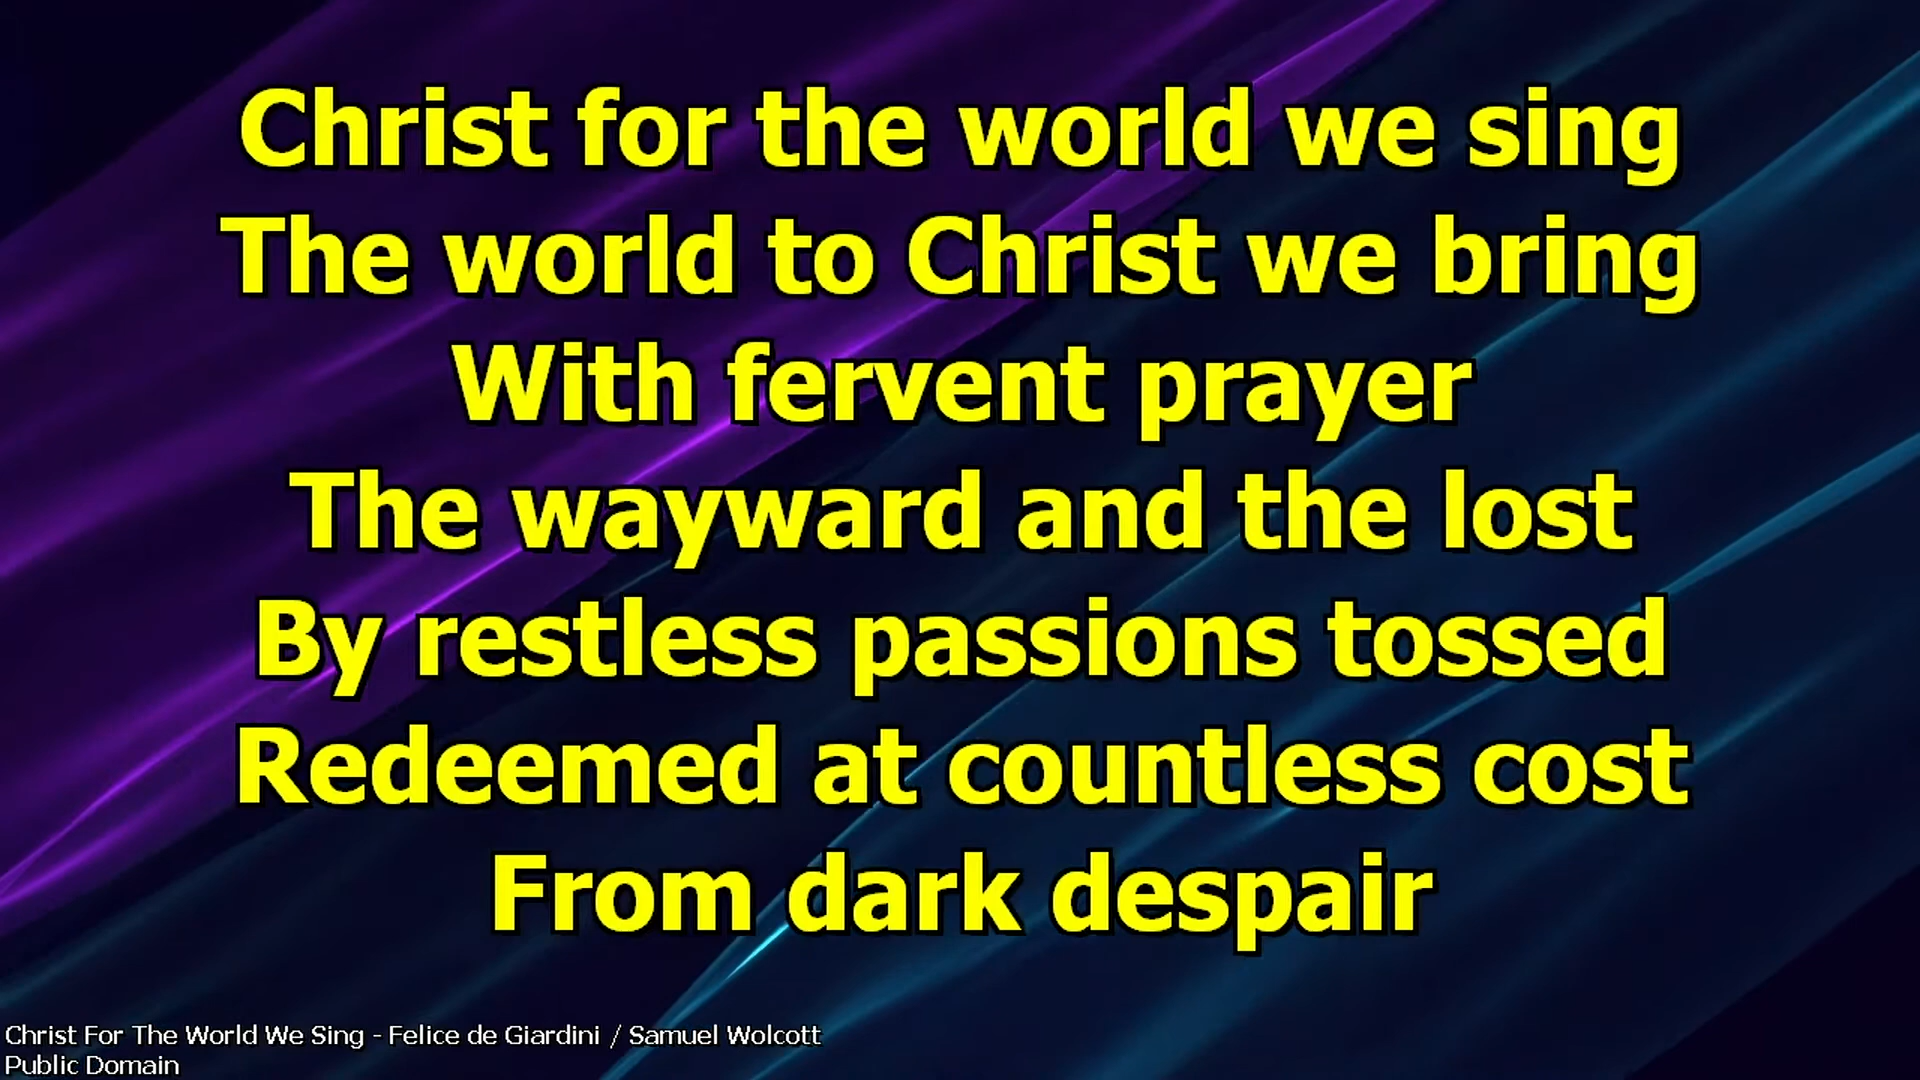 Christ for the world we sing
The world to Christ we bring
With fervent prayer
The wayward and the lost
By restless passions tossed
Redeemed at countless cost
From dark despair
Christ For The World We Sing - Felice de Giardini / Samuel Wolcott
Public Domain